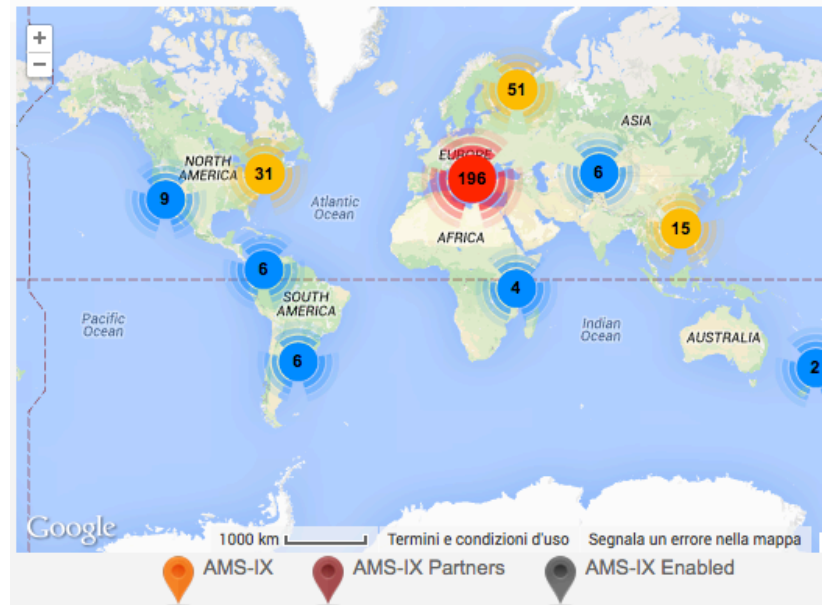 +
−
51
ASIA
NORTH
AMERICA
31
EUROPE
196
6
9
Atlantic
Ocean
AFRICA
15
6
SOUTH
AMERICA
4
Pacific
Ocean
Indian
Ocean
AUSTRALIA
6
2
Google
1000 km
Termini e condizioni d'uso
Segnala un errore nella mappa
AMS-IX
AMS-IX Partners
AMS-IX Enabled